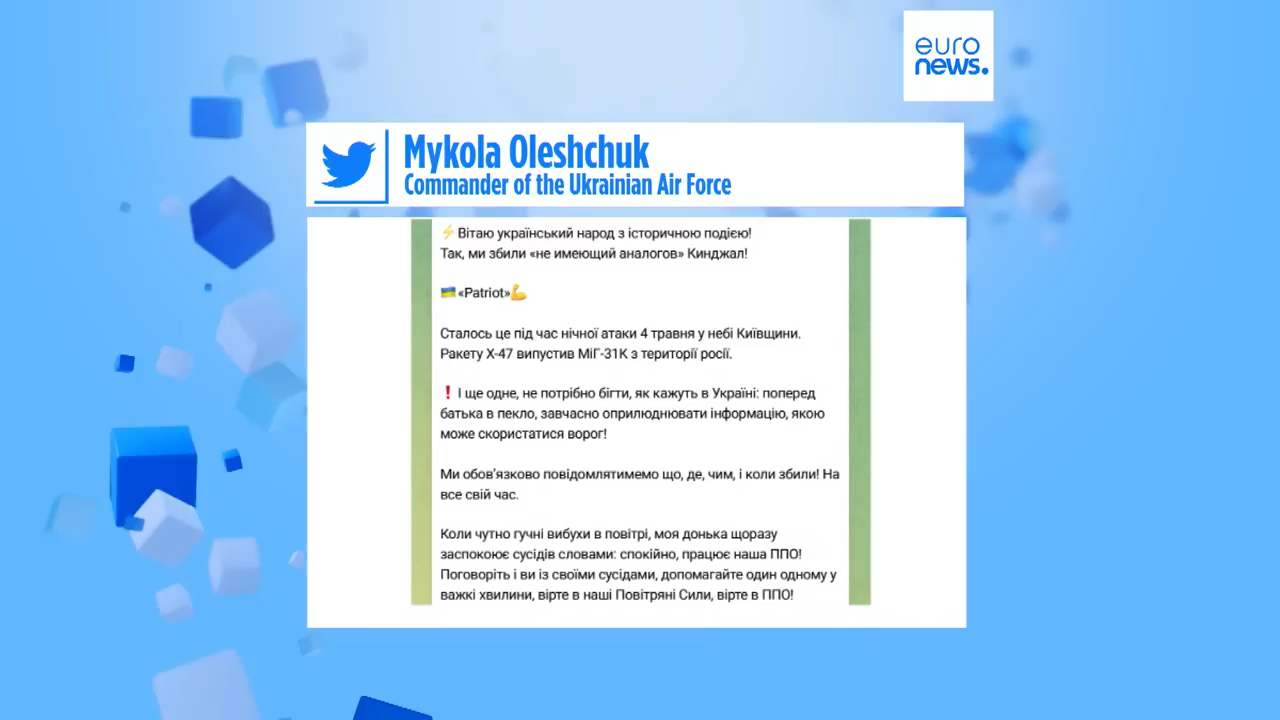 euro
news.
Mykola Oleshchuk
Commander of the Ukrainian Air Force
⚡Вітаю український народ з історичною подією!
Так, ми збили «не имеющий аналогов» Кинджал!
🇺🇦«Patriot»💪
Сталось це під час нічної атаки 4 травня у небі Київщини.
Ракету Х-47 випустив МіГ-31К з території росії.
❗І ще одне, не потрібно бігти, як кажуть в Україні: поперед
батька в пекло, завчасно оприлюднювати інформацію, якою
може скористатися ворог!
Ми обов'язково повідомлятимемо що, де, чим, і коли збили! На
все свій час.
Коли чутно гучні вибухи в повітрі, моя донька щоразу
заспокоює сусідів словами: спокійно, працює наша ППО!
Поговоріть і ви із своїми сусідами, допомагайте один одному у
важкі хвилини, вірте в наші Повітряні Сили, вірте в ППО!